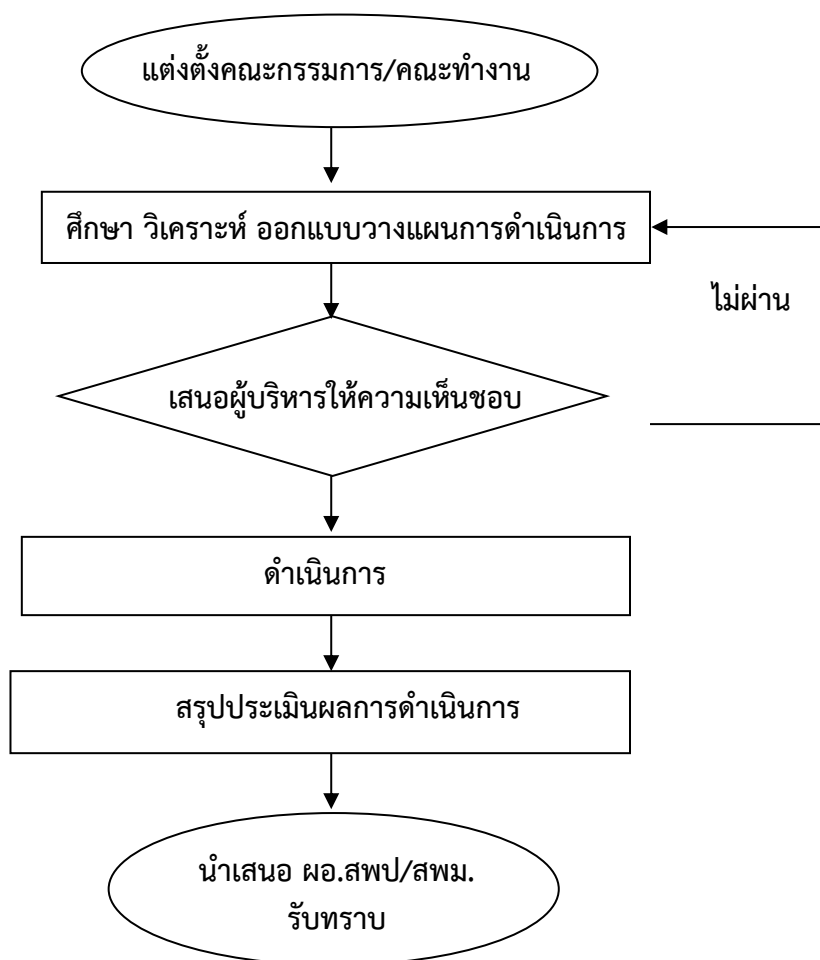 แต่งตั้งคณะกรรมการ/คณะทำงาน
ศึกษา วิเคราะห์ ออกแบบวางแผนการดำเนินการ
ไม่ผ่าน
เสนอผู้บริหารให้ความเห็นชอบ
ดำเนินการ
สรุปประเมินผลการดำเนินการ
นำเสนอ ผอ.สพป/สพม.
รับทราบ